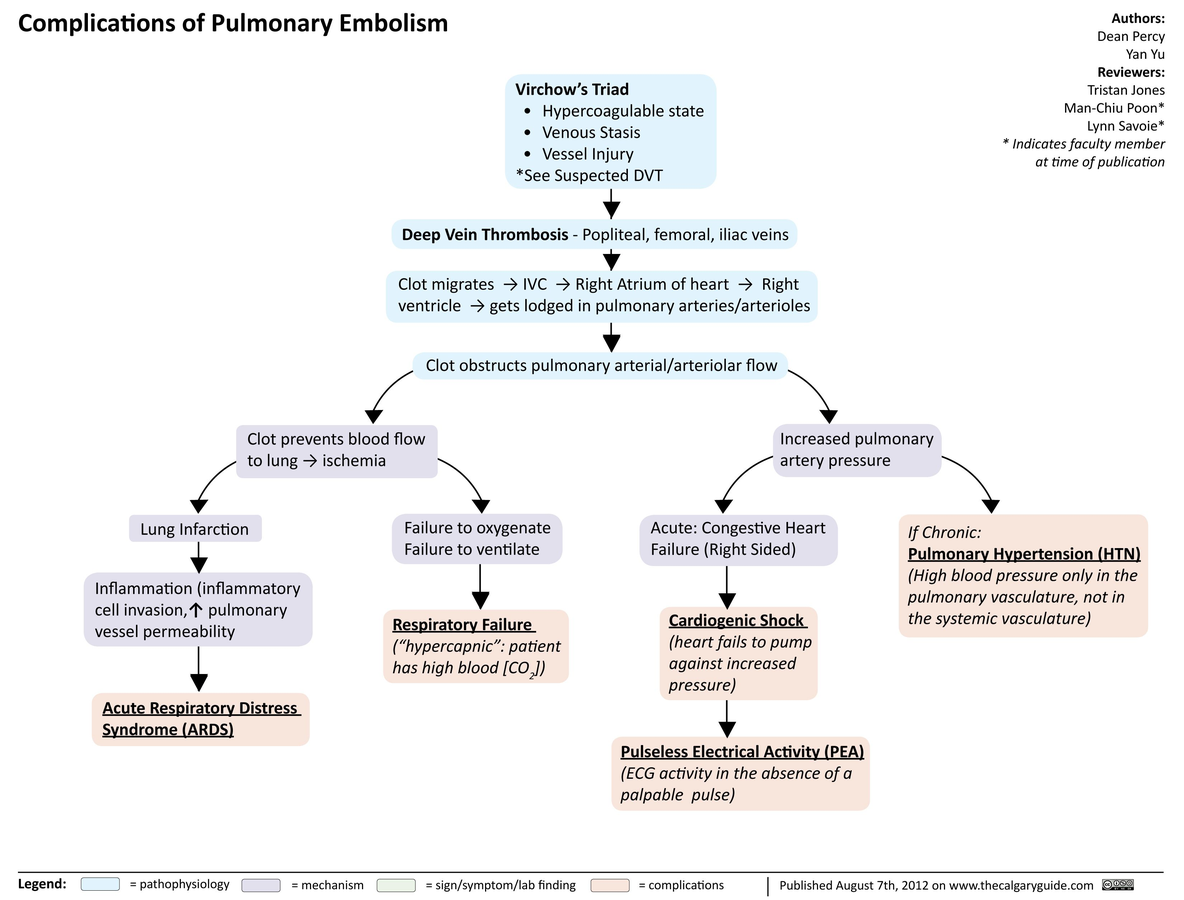 Complications of Pulmonary Embolism
Authors:
Dean Percy
Yan Yu
Reviewers:
Tristan Jones
Man-Chiu Poon*
Lynn Savoie*
* Indicates faculty member
at time of publication
Virchow’s Triad
• Hypercoagulable state
• Venous Stasis
• Vessel Injury
*See Suspected DVT
Deep Vein Thrombosis - Popliteal, femoral, iliac veins
Clot migrates → IVC → Right Atrium of heart → Right
ventricle → gets lodged in pulmonary arteries/arterioles
Clot obstructs pulmonary arterial/arteriolar flow
Clot prevents blood flow
to lung → ischemia
Lung Infarction
Inflammation (inflammatory
cell invasion,↑ pulmonary
vessel permeability
Acute Respiratory Distress
Syndrome (ARDS)
Failure to oxygenate
Failure to ventilate
Respiratory Failure
(“hypercapnic”: patient
has high blood [CO₂])
Increased pulmonary
artery pressure
Acute: Congestive Heart
Failure (Right Sided)
Cardiogenic Shock
(heart fails to pump
against increased
pressure)
Pulseless Electrical Activity (PEA)
(ECG activity in the absence of a
palpable pulse)
If Chronic:
Pulmonary Hypertension (HTN)
(High blood pressure only in the
pulmonary vasculature, not in
the systemic vasculature)
Legend: = pathophysiology = mechanism = sign/symptom/lab finding = complications Published August 7th, 2012 on www.thecalgaryguide.com